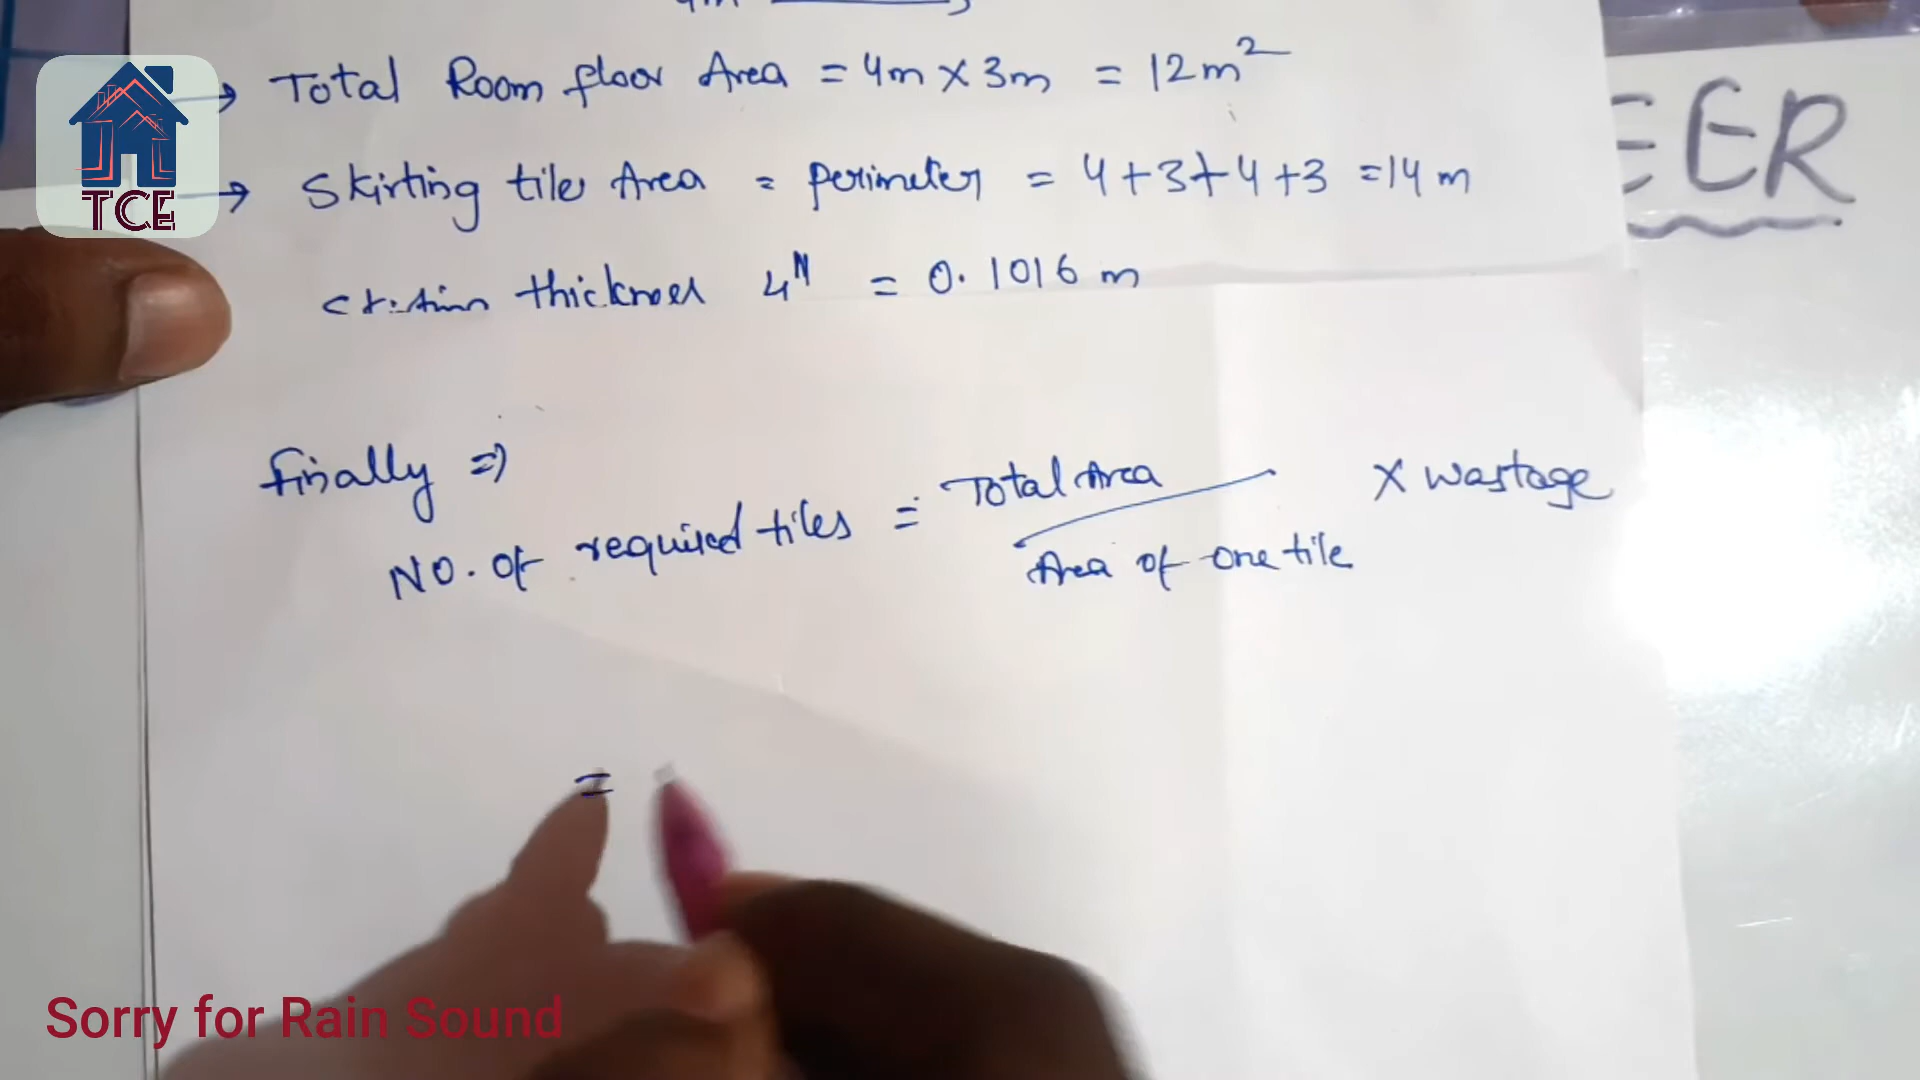 → Total Room floor Area = 4m × 3m = 12m²
→ Skirting tile Area = perimeter = 4+3+4+3 = 14 m
thickness 4" = 0.1016 m
EER
TCE
Finally ⇒
No. of required tiles = Total Area / Area of one tile × wastage
=
Sorry for Rain Sound